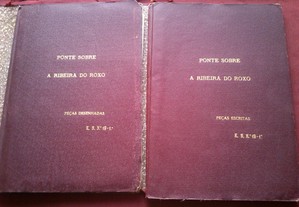 PONTE SOBRE
A RIBEIRA DO ROXO
PEÇAS DESENHADAS
PONTE SOBRE
A RIBEIRA DO ROXO
PEÇAS ESCRITAS